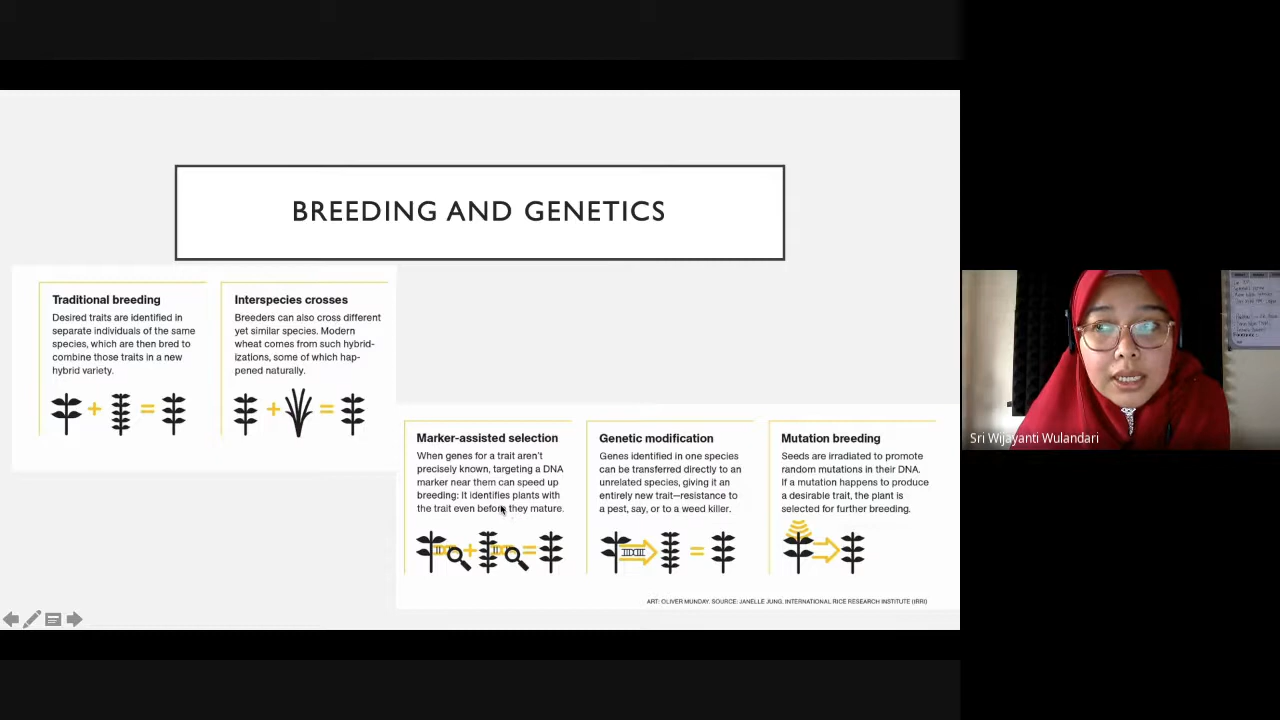 BREEDING AND GENETICS
Traditional breeding
Desired traits are identified in
separate individuals of the same
species, which are then bred to
combine those traits in a new
hybrid variety.
Interspecies crosses
Breeders can also cross different
yet similar species. Modern
wheat comes from such hybrid-
izations, some of which hap-
pened naturally.
Marker-assisted selection
When genes for a trait aren't
precisely known, targeting a DNA
marker near them can speed up
breeding: It identifies plants with
the trait even before they mature.
Genetic modification
Genes identified in one species
can be transferred directly to an
unrelated species, giving it an
entirely new trait—resistance to
a pest, say, or to a weed killer.
Mutation breeding
Seeds are irradiated to promote
random mutations in their DNA.
If a mutation happens to produce
a desirable trait, the plant is
selected for further breeding.
ART: OLIVER MUNDAY. SOURCE: JANELLE JUNG, INTERNATIONAL RICE RESEARCH INSTITUTE (IRRI)
Sri Wijayanti Wulandari